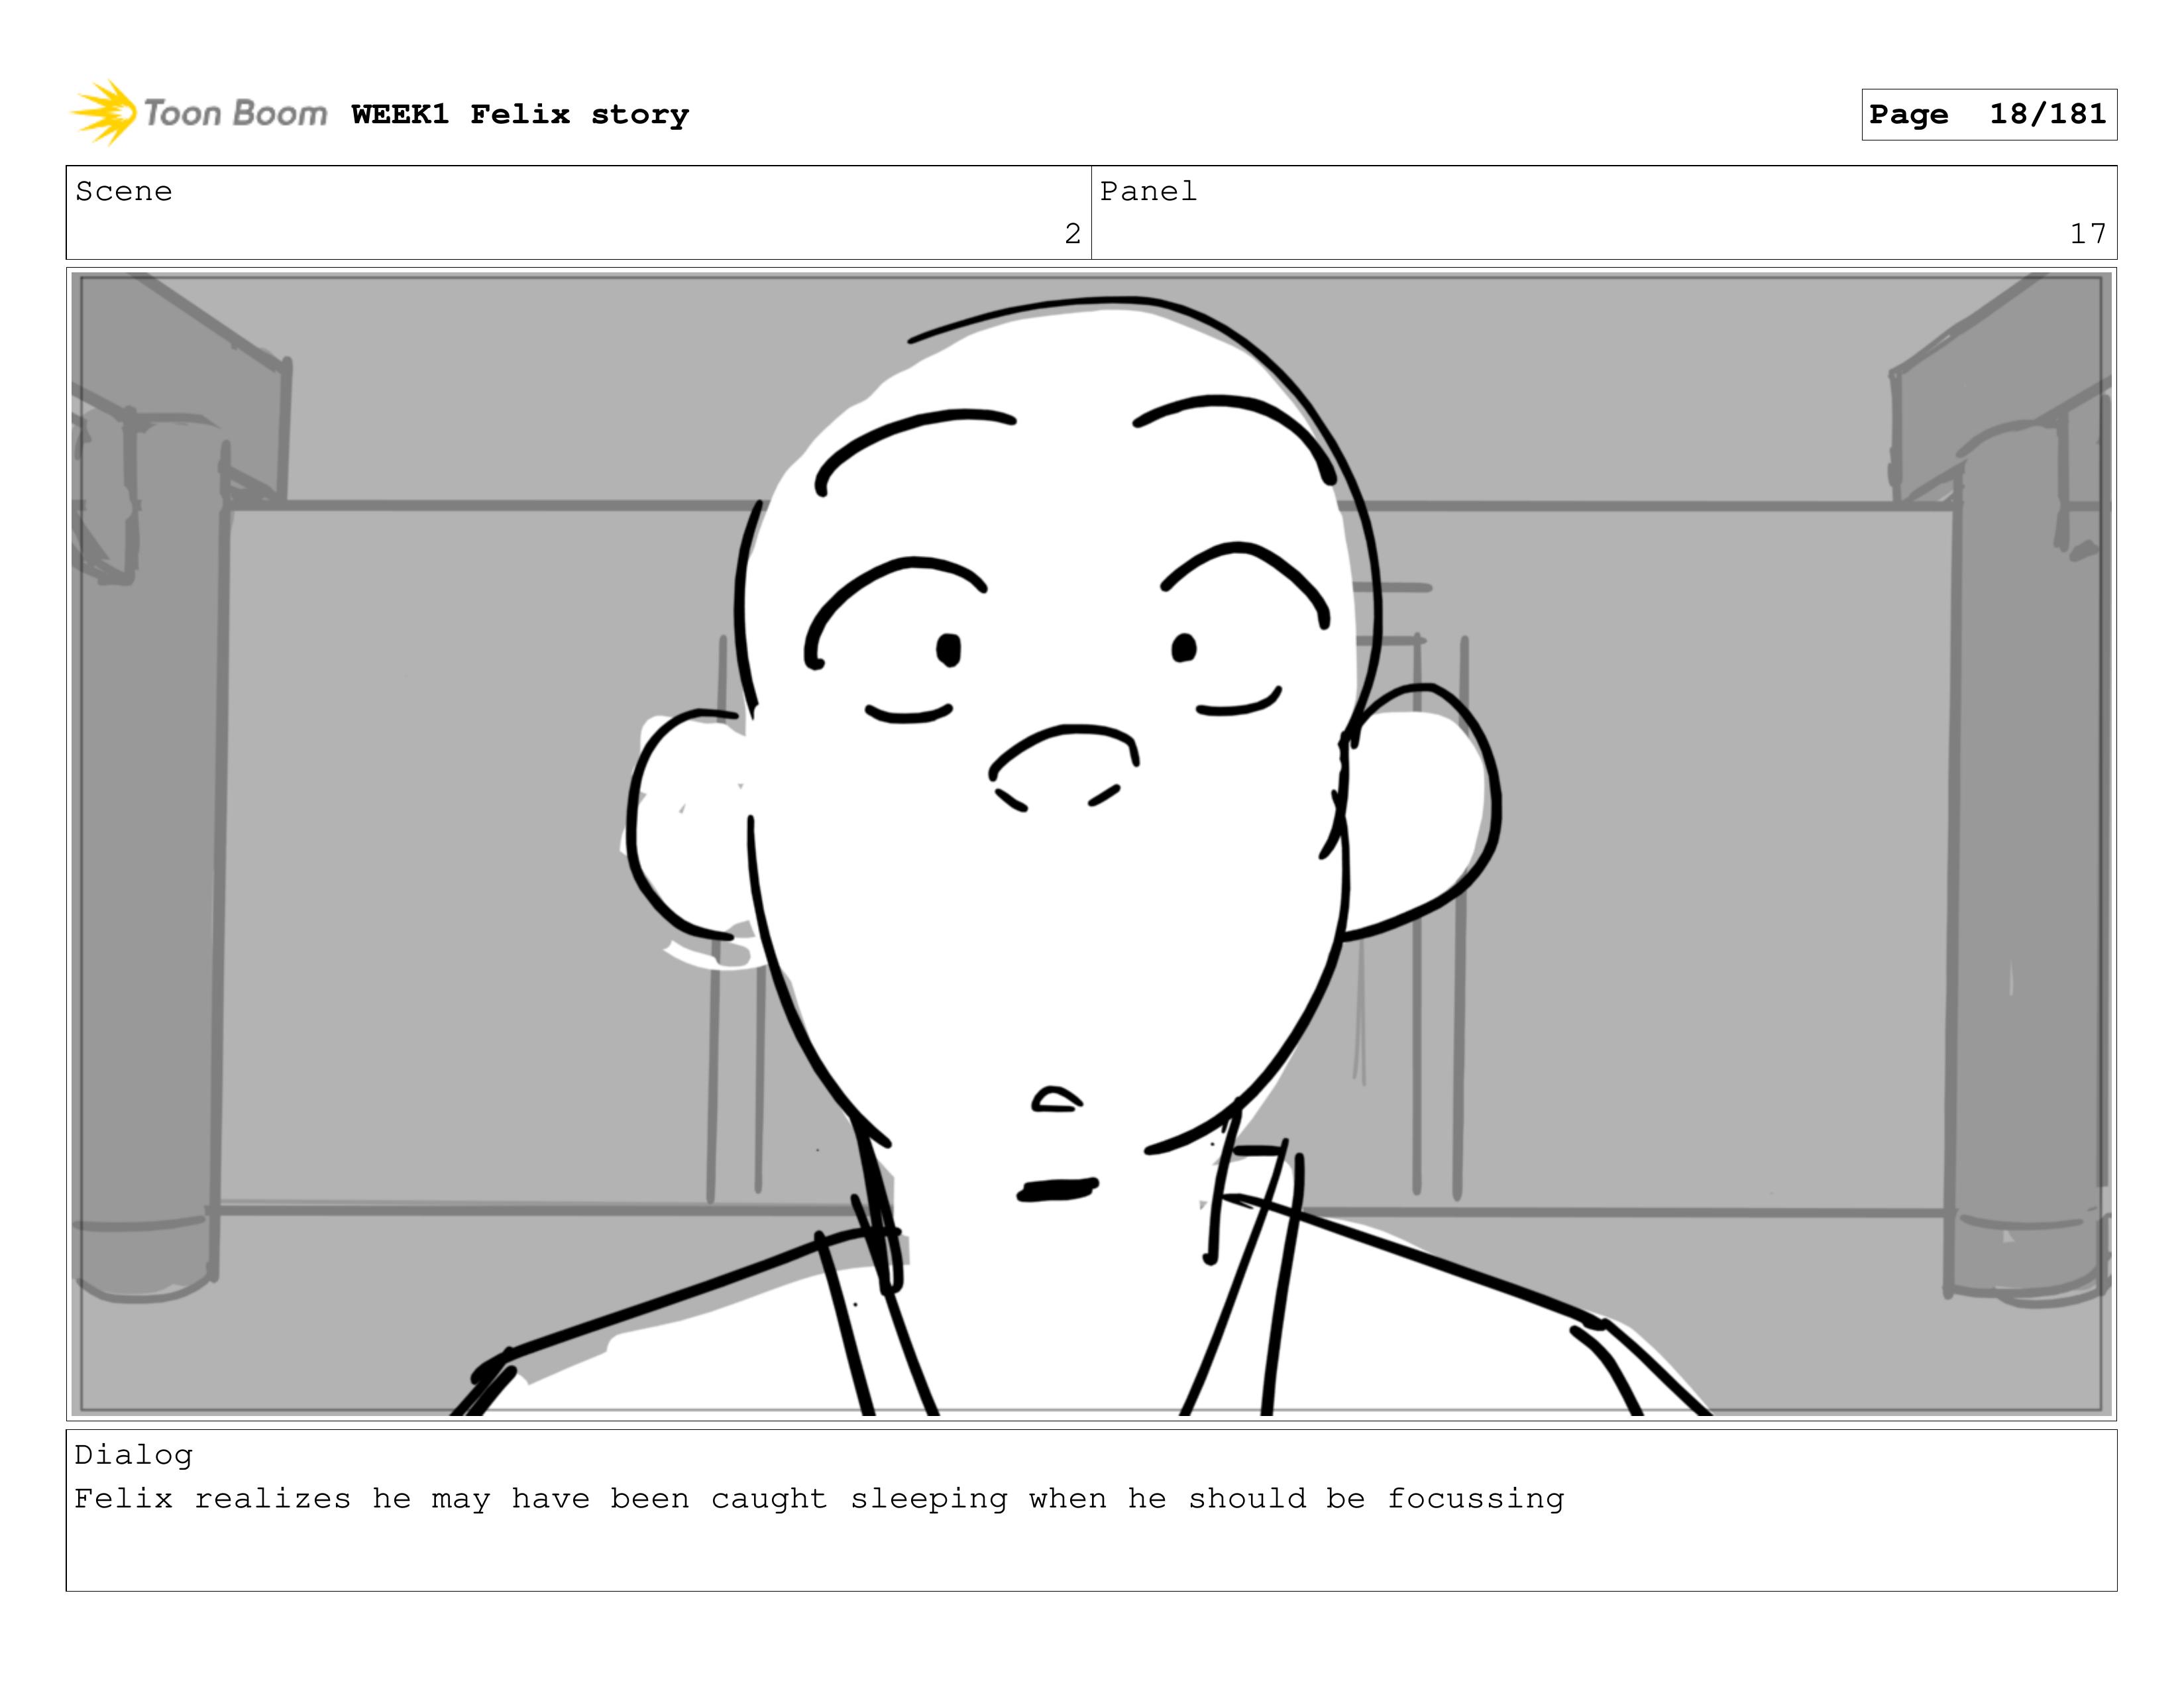 Toon Boom WEEK1 Felix story
Page 18/181
Scene
2
Panel
17
Dialog
Felix realizes he may have been caught sleeping when he should be focussing